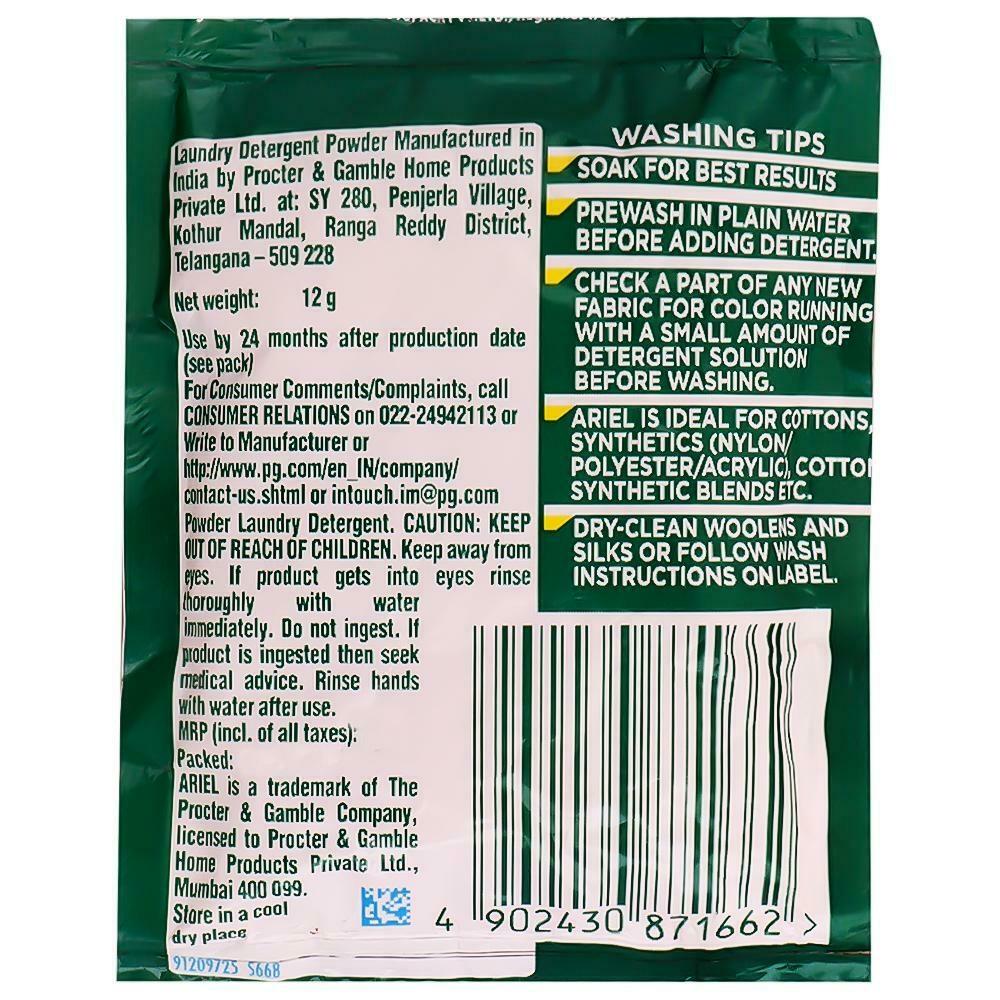 Laundry Detergent Powder Manufactured in
India by Procter & Gamble Home Products
Private Ltd. at: SY 280, Penjerla Village,
Kothur Mandal, Ranga Reddy District,
Telangana – 509 228
Net weight: 12 g
Use by 24 months after production date
(see pack)
For Consumer Comments/Complaints, call
CONSUMER RELATIONS on 022-24942113 or
Write to Manufacturer or
http://www.pg.com/en_IN/company/
contact-us.shtml or intouch.im@pg.com
Powder Laundry Detergent. CAUTION: KEEP
OUT OF REACH OF CHILDREN. Keep away from
eyes. If product gets into eyes rinse
thoroughly with water
immediately. Do not ingest. If
product is ingested then seek
medical advice. Rinse hands
with water after use.
MRP (incl. of all taxes):
Packed:
ARIEL is a trademark of The
Procter & Gamble Company,
licensed to Procter & Gamble
Home Products Private Ltd.,
Mumbai 400 099.
Store in a cool
dry place
91209725 S668
WASHING TIPS
SOAK FOR BEST RESULTS
PREWASH IN PLAIN WATER
BEFORE ADDING DETERGENT.
CHECK A PART OF ANY NEW
FABRIC FOR COLOR RUNNING
WITH A SMALL AMOUNT OF
DETERGENT SOLUTION
BEFORE WASHING.
ARIEL IS IDEAL FOR COTTONS,
SYNTHETICS (NYLON/
POLYESTER/ACRYLIC), COTTO
SYNTHETIC BLENDS ETC.
DRY-CLEAN WOOLENS AND
SILKS OR FOLLOW WASH
INSTRUCTIONS ON LABEL.
4 902430 871662 >